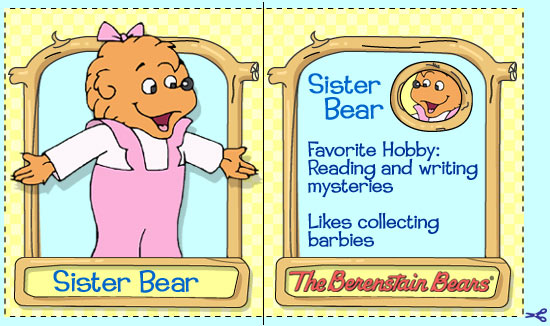 Sister Bear
Sister
Bear
Favorite Hobby:
Reading and writing
mysteries
Likes collecting
barbies
The Berenstain Bears®